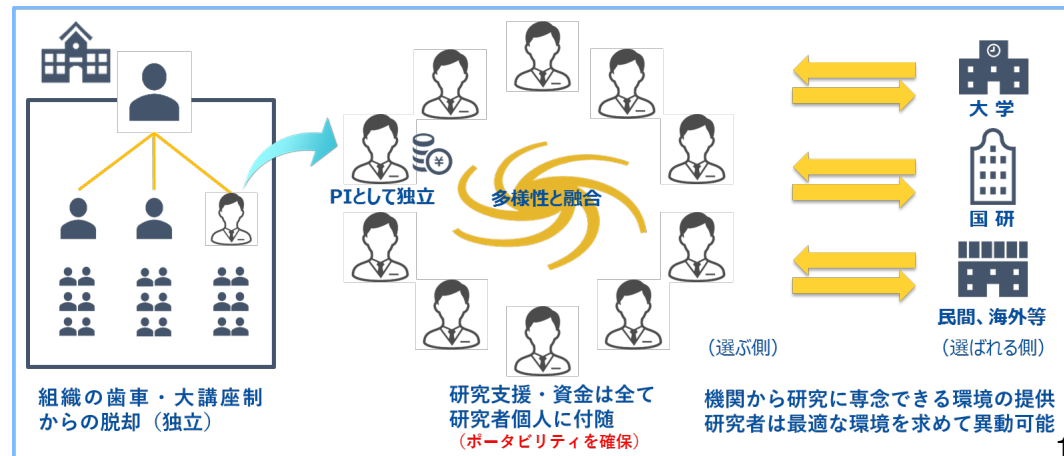 大 学
¥
PIとして独立
多様性と融合
国 研
民間、海外等
（選ぶ側）
（選ばれる側）
組織の歯車・大講座制
からの脱却（独立）
研究支援・資金は全て
研究者個人に付随
（ポータビリティを確保）
機関から研究に専念できる環境の提供
研究者は最適な環境を求めて異動可能
1